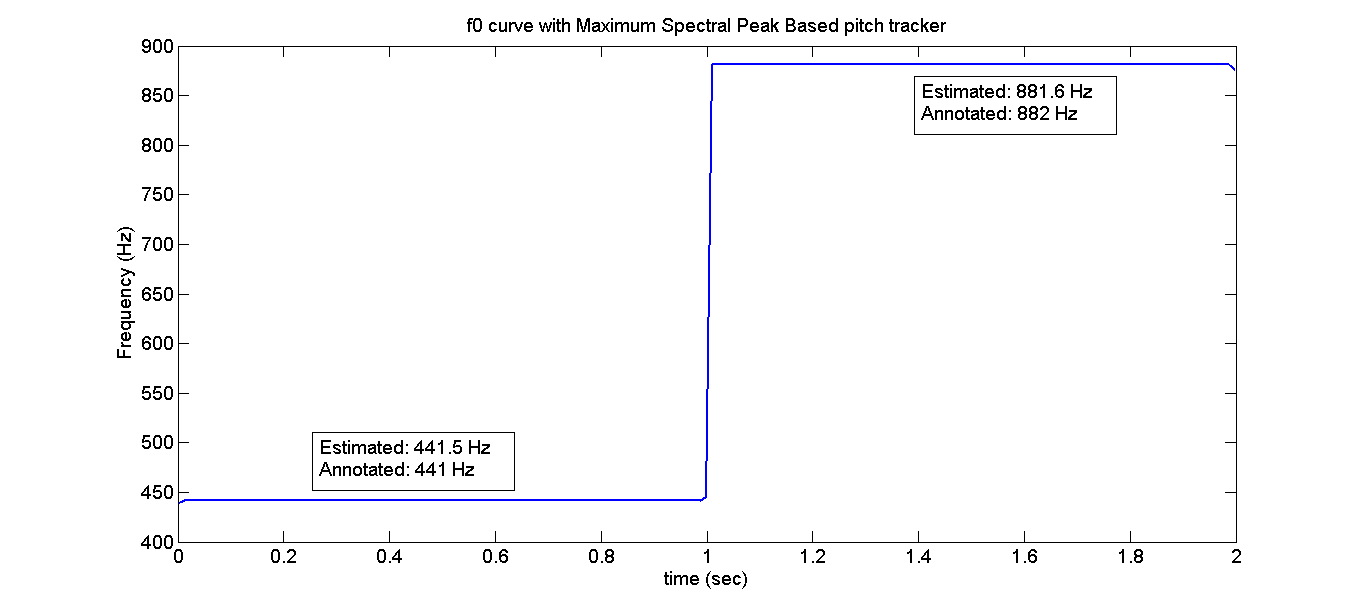 f0 curve with Maximum Spectral Peak Based pitch tracker
900
850
800
750
700
650
600
550
500
450
400
Frequency (Hz)
Estimated: 881.6 Hz
Annotated: 882 Hz
Estimated: 441.5 Hz
Annotated: 441 Hz
0 0.2 0.4 0.6 0.8 1 1.2 1.4 1.6 1.8 2
time (sec)